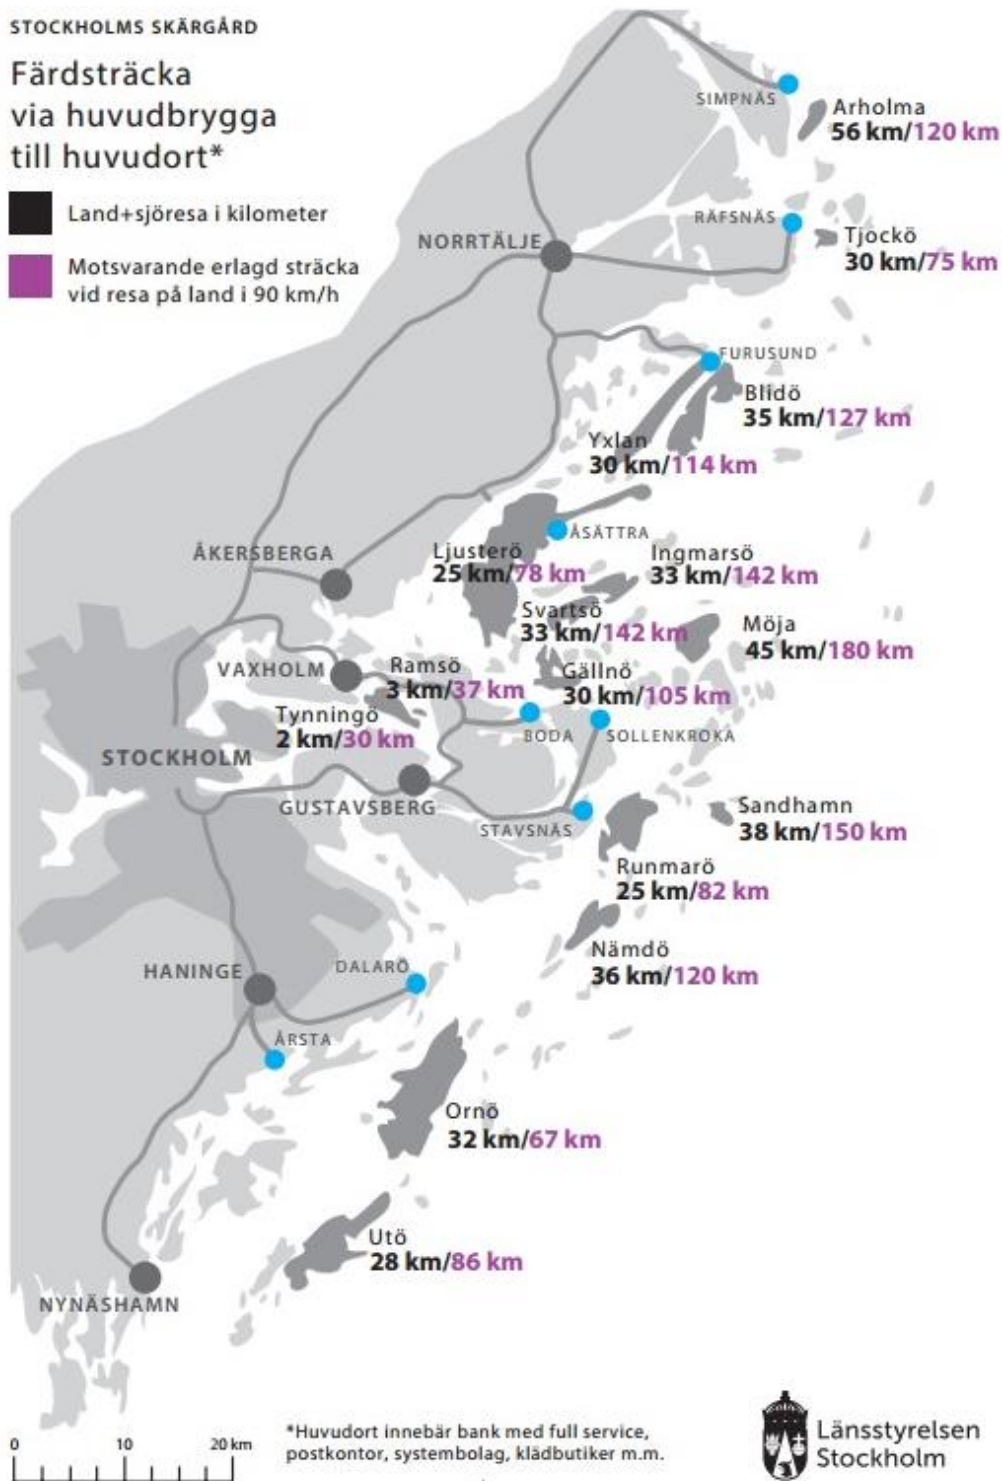 STOCKHOLMS SKÄRGÅRD
Färdsträcka
via huvudbrygga
till huvudort*
Land+sjöresa i kilometer
Motsvarande erlagd sträcka
vid resa på land i 90 km/h
SIMPNÄS
Arholma
56 km/120 km
RÄFSNÄS
NORRTÄLJE
Tjockö
30 km/75 km
FURUSUND
Blidö
35 km/127 km
Yxlan
30 km/114 km
ÅSÄTTRA
ÅKERSBERGA
Ljusterö
25 km/78 km
Ingmarsö
33 km/142 km
Svartsö
33 km/142 km
Möja
45 km/180 km
VAXHOLM
Ramsö
3 km/37 km
Gällnö
30 km/105 km
Tynningö
2 km/30 km
BODA
SOLLENKROKA
STOCKHOLM
GUSTAVSBERG
STAVSNÄS
Sandhamn
38 km/150 km
Runmarö
25 km/82 km
Nämdö
36 km/120 km
HANINGE
DALARÖ
ÅRSTA
Ornö
32 km/67 km
Utö
28 km/86 km
NYNÄSHAMN
0 10 20 km
*Huvudort innebär bank med full service,
postkontor, systembolag, klädbutiker m.m.
Länsstyrelsen
Stockholm